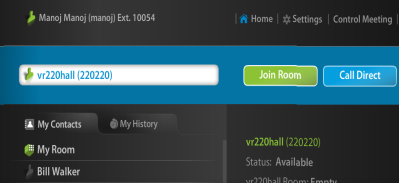 Manoj Manoj (manoj) Ext. 10054
Home | Settings | Control Meeting |
vr220hall (220220)
Join Room
Call Direct
My Contacts
My History
My Room
Bill Walker
vr220hall (220220)
Status: Available
vr220hall Room: Empty